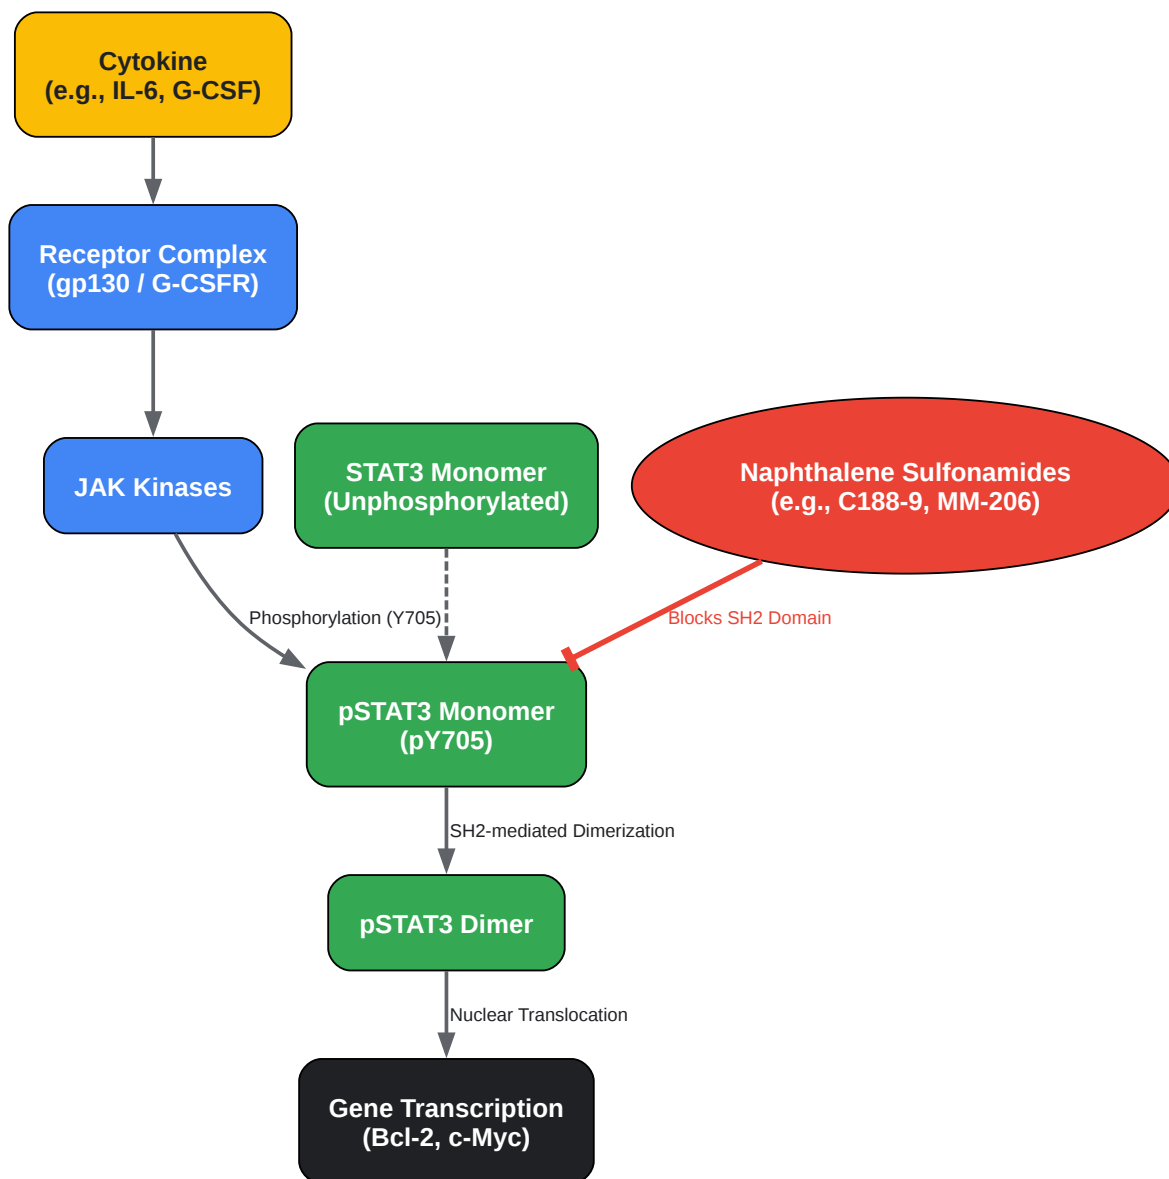 Cytokine
(e.g., IL-6, G-CSF)
Receptor Complex
(gp130 / G-CSFR)
JAK Kinases
STAT3 Monomer
(Unphosphorylated)
Naphthalene Sulfonamides
(e.g., C188-9, MM-206)
Phosphorylation (Y705)
Blocks SH2 Domain
pSTAT3 Monomer
(pY705)
SH2-mediated Dimerization
pSTAT3 Dimer
Nuclear Translocation
Gene Transcription
(Bcl-2, c-Myc)